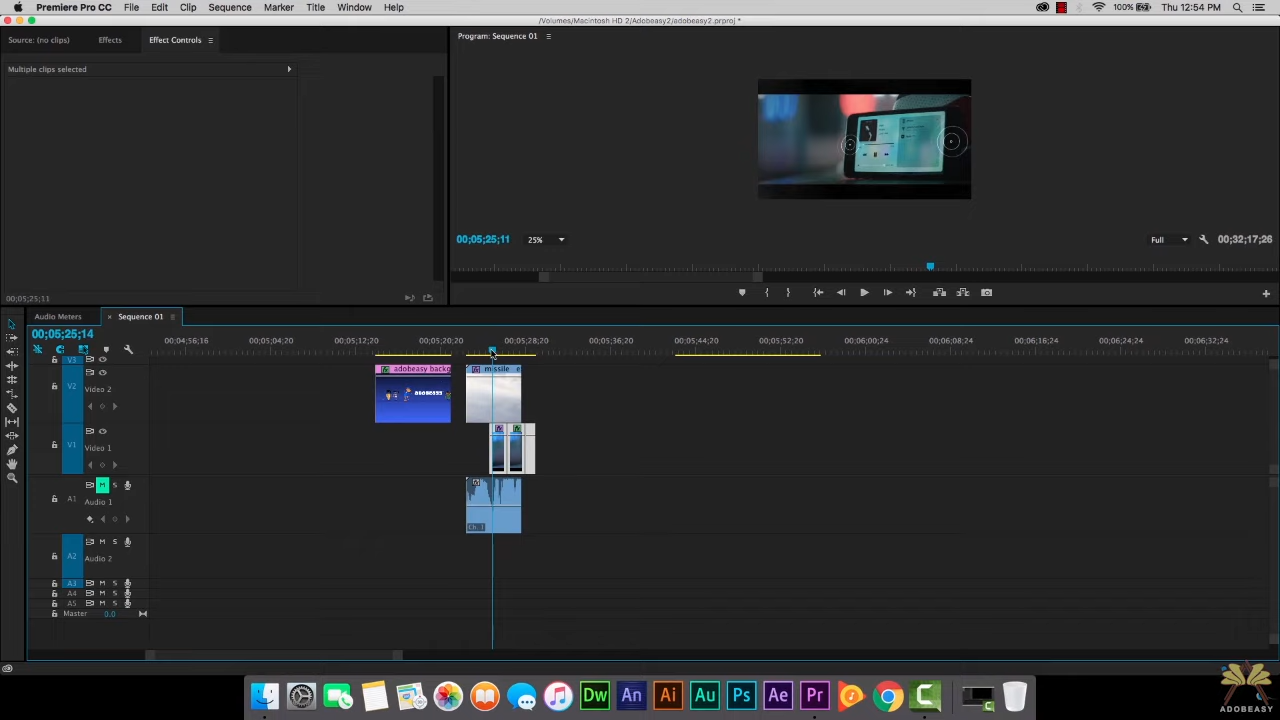 Premiere Pro CC File Edit Clip Sequence Marker Title Window Help 100% Thu 12:54 PM
/Volumes/Macintosh HD 2/Adobeasy2/adobeasy2.prproj *
Source: (no clips) Effects Effect Controls
Program: Sequence 01
Multiple clips selected
00;05;25;11 25% Full 00;32;17;26
00;05;25;11
Audio Meters × Sequence 01
00;05;25;14
00;04;56;16 00;05;04;20 00;05;12;20 00;05;20;20 00;05;28;20 00;05;36;20 00;05;44;20 00;05;52;20 00;06;00;24 00;06;08;24 00;06;16;24 00;06;24;24 00;06;32;24
V3
V2 Video 2 adobeasy backg missile e
ADOBEASY
V1 Video 1
A1 M S Audio 1
Ch. 1
A2 M S Audio 2
A3 M S
A4 M S
A5 M S
Master 0.0
Dw An Ai Au Ps Ae Pr
ADOBEASY